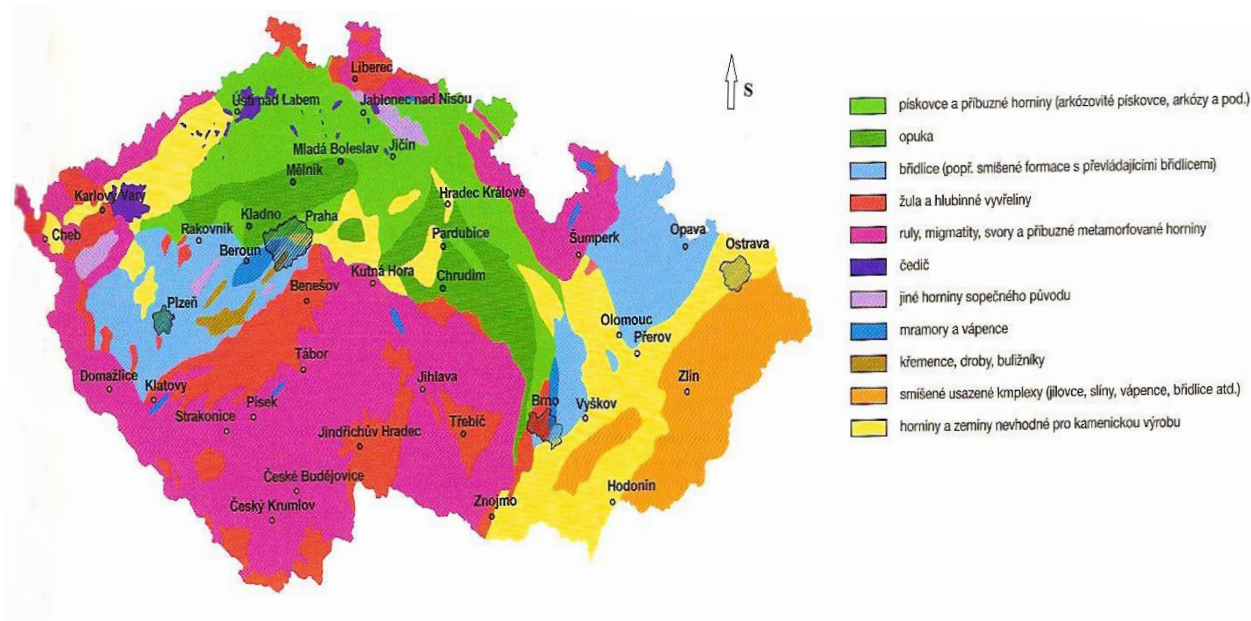 Liberec
S
Ústí nad Labem
Jablonec nad Nisou
Mladá Boleslav
Jičín
Mělník
Karlovy Vary
Hradec Králové
Kladno
Praha
Cheb
Rakovník
Beroun
Pardubice
Šumperk
Opava
Ostrava
Kutná Hora
Chrudim
Benešov
Plzeň
Olomouc
Přerov
Tábor
Domažlice
Klatovy
Jihlava
Zlín
Písek
Strakonice
Třebíč
Brno
Vyškov
Jindřichův Hradec
České Budějovice
Český Krumlov
Znojmo
Hodonín
pískovce a příbuzné horniny (arkózovité pískovce, arkózy a pod.)
opuka
břidlice (popř. smíšené formace s převládajícími břidlicemi)
žula a hlubinné vyvřeliny
ruly, migmatity, svory a příbuzné metamorfované horniny
čedič
jiné horniny sopečného původu
mramory a vápence
křemence, droby, buližníky
smíšené usazené kmplexy (jílovce, slíny, vápence, břidlice atd.)
horniny a zeminy nevhodné pro kamenickou výrobu